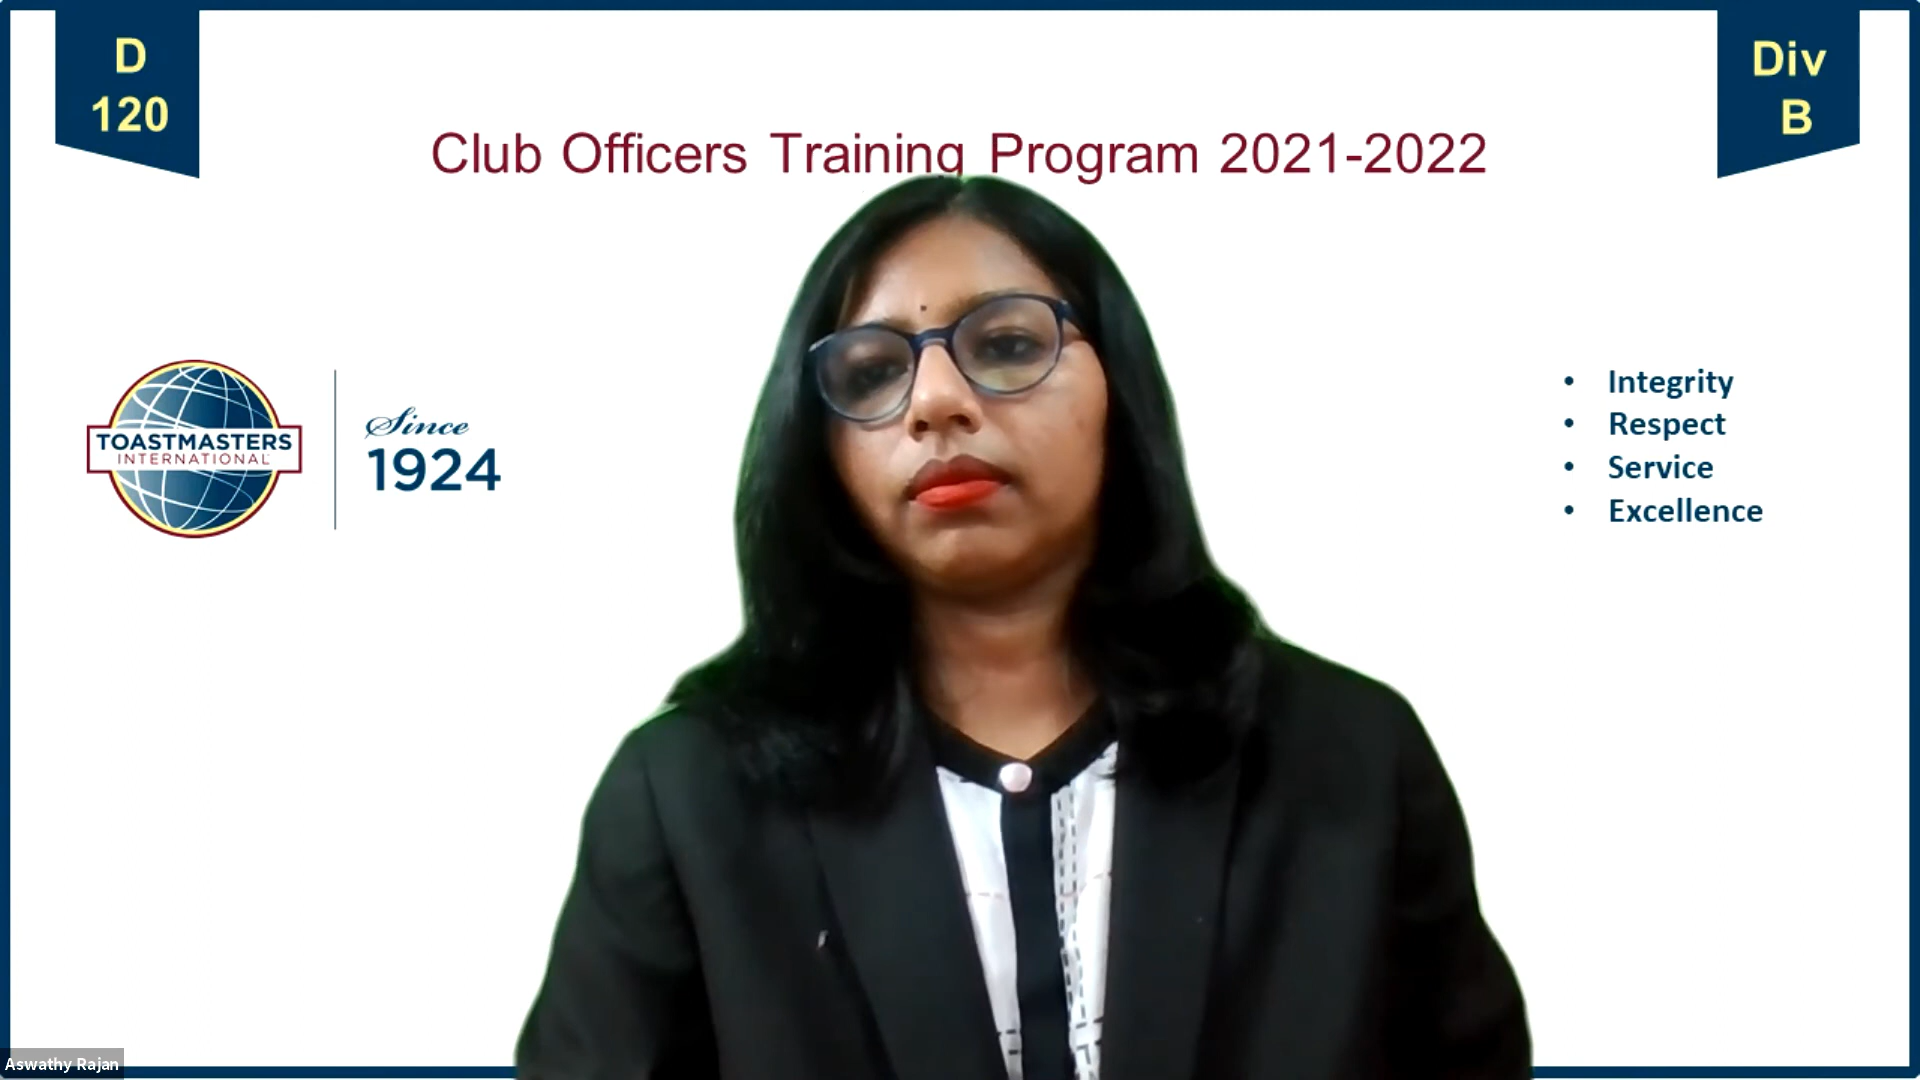 D
120
Div
B
Club Officers Training Program 2021-2022
TOASTMASTERS
INTERNATIONAL
Since
1924
• Integrity
• Respect
• Service
• Excellence
Aswathy Rajan